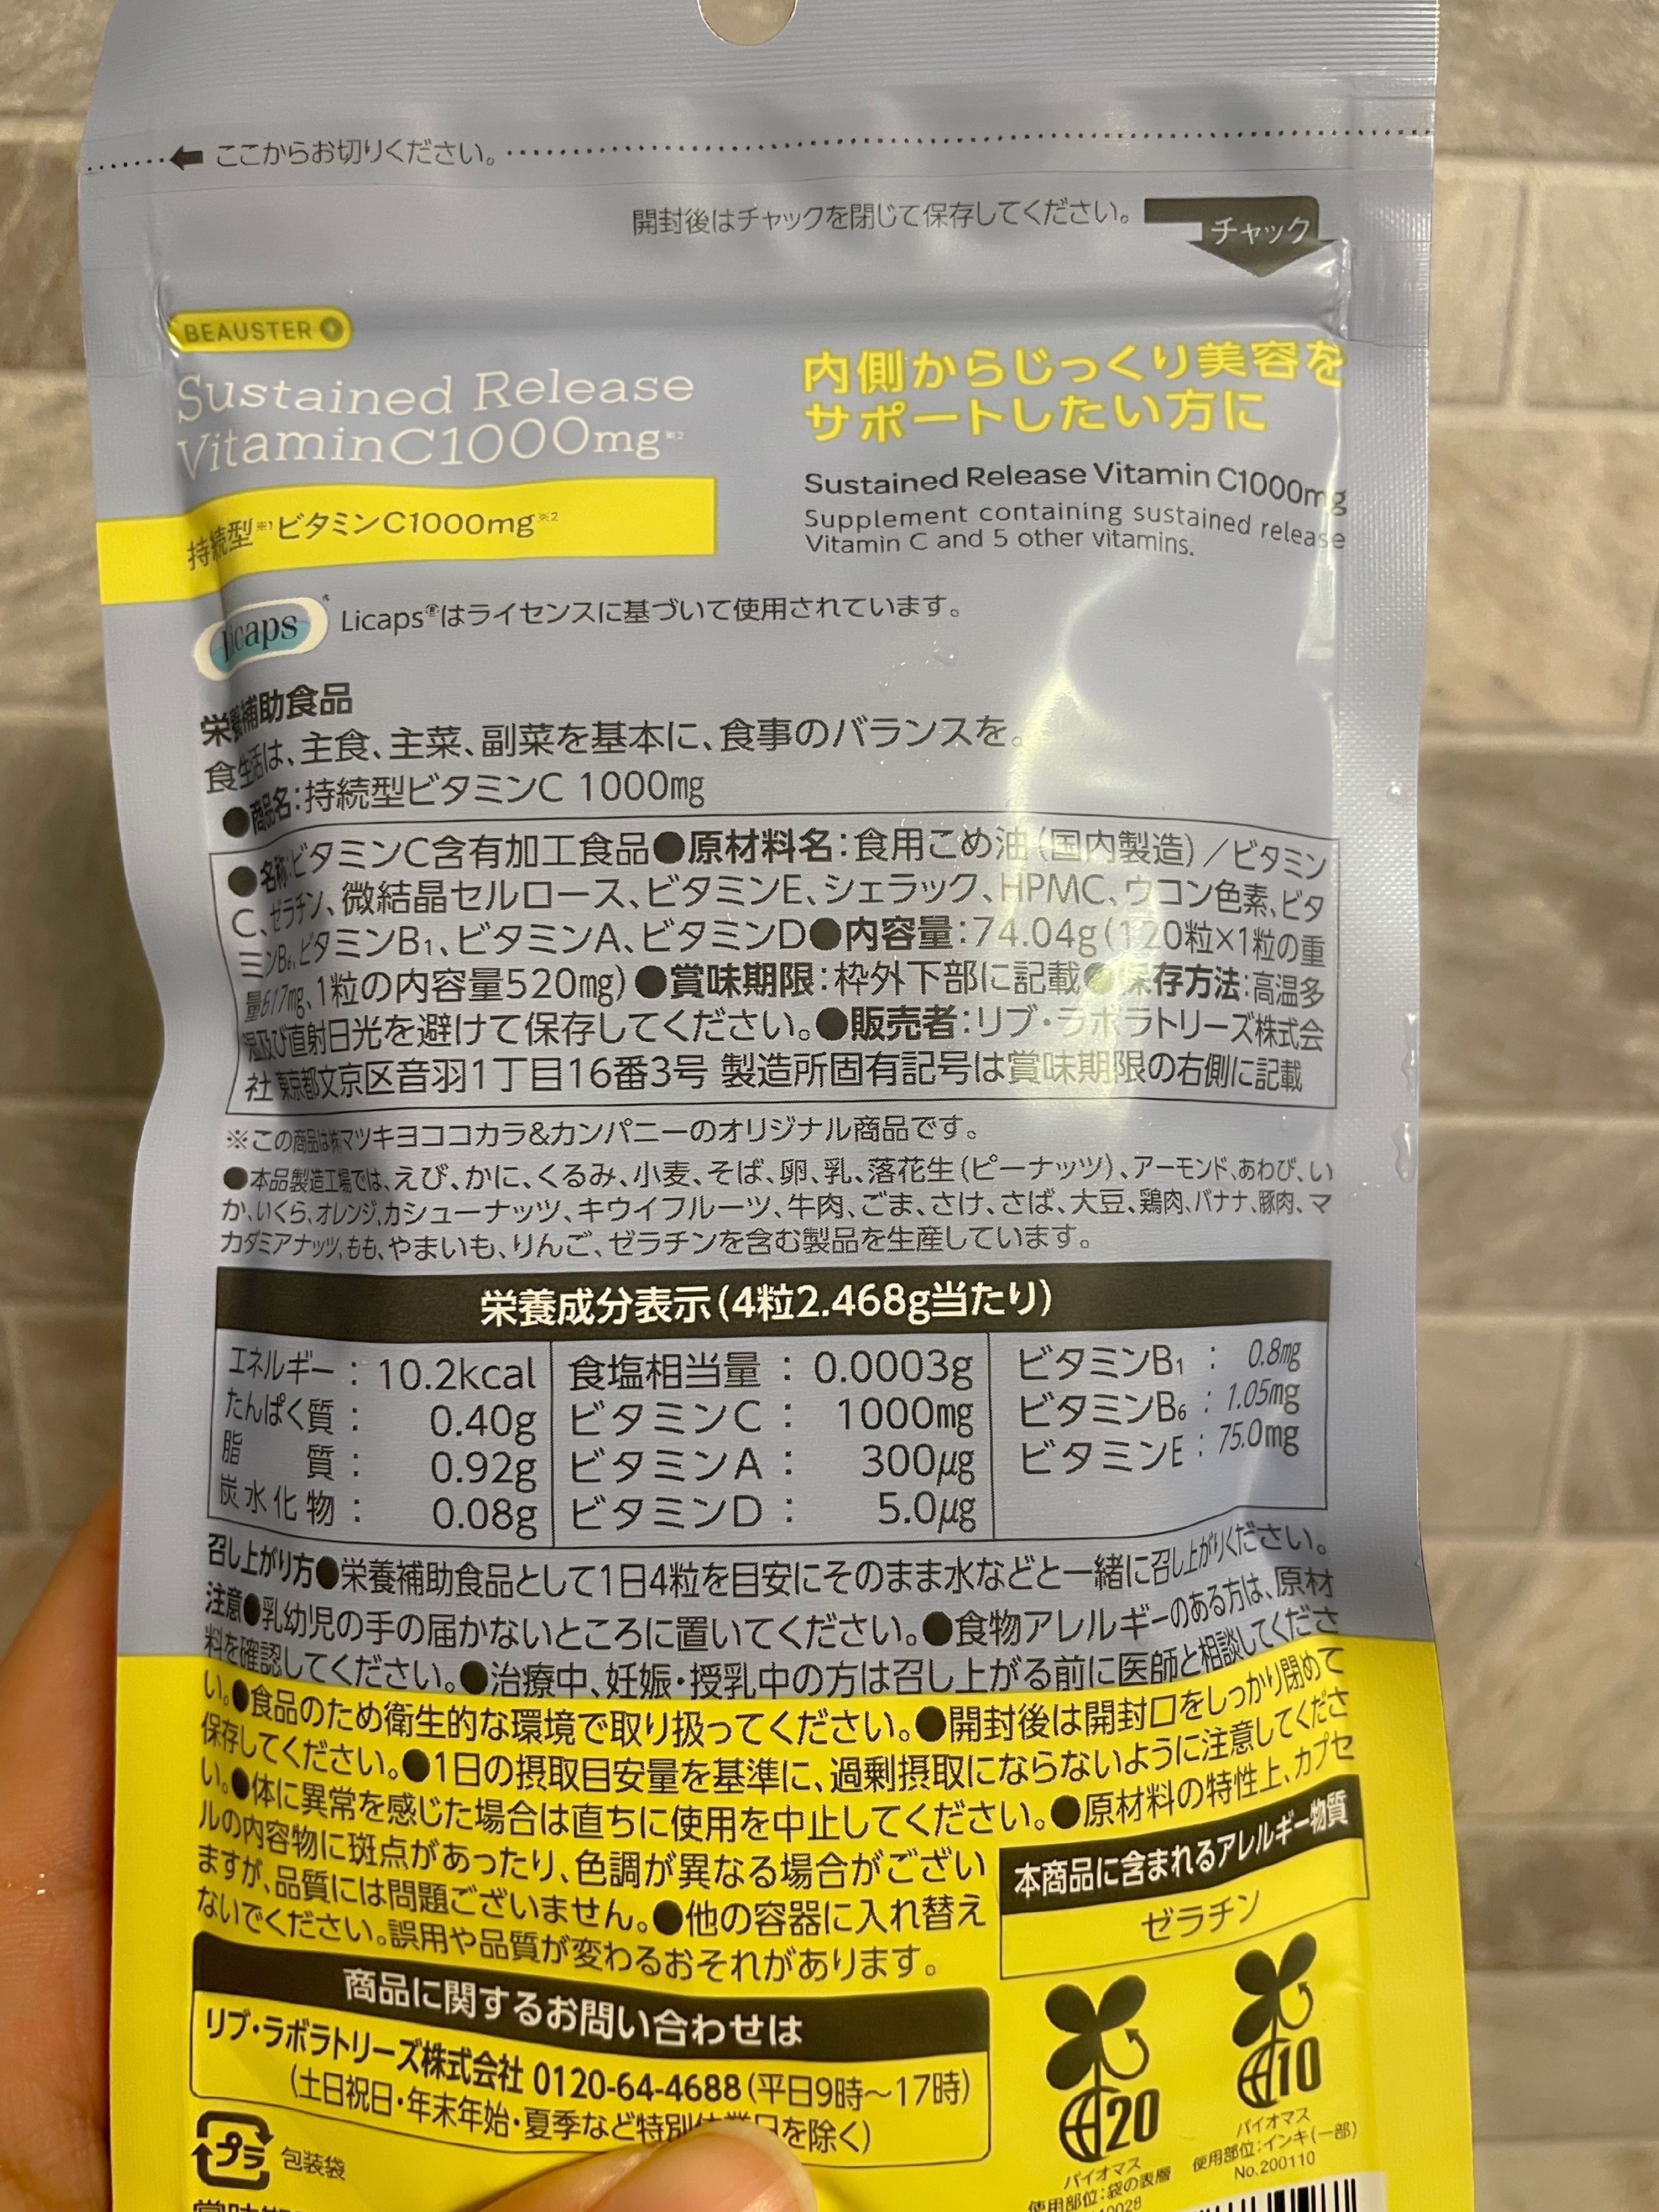 ここからお切りください。
開封後はチャックを閉じて保存してください。
チャック
BEAUSTER
Sustained Release
VitaminC1000mg※2
持続型※1ビタミンC1000mg※2
内側からじっくり美容を
サポートしたい方に
Sustained Release Vitamin C1000mg
Supplement containing sustained release
Vitamin C and 5 other vitamins.
Licaps
Licaps®はライセンスに基づいて使用されています。
栄養補助食品
食生活は、主食、主菜、副菜を基本に、食事のバランスを。
●商品名:持続型ビタミンC 1000mg
●名称:ビタミンC含有加工食品●原材料名:食用こめ油(国内製造)/ビタミン
C、ゼラチン、微結晶セルロース、ビタミンE、シェラック、HPMC、ウコン色素、ビタ
ミンB₆、ビタミンB₁、ビタミンA、ビタミンD●内容量:74.04g(120粒×1粒の重
量617mg、1粒の内容量520mg)●賞味期限:枠外下部に記載●保存方法:高温多
湿及び直射日光を避けて保存してください。●販売者:リブ・ラボラトリーズ株式会
社 東京都文京区音羽1丁目16番3号 製造所固有記号は賞味期限の右側に記載
※この商品は㈱マツキヨココカラ&カンパニーのオリジナル商品です。
●本品製造工場では、えび、かに、くるみ、小麦、そば、卵、乳、落花生(ピーナッツ)、アーモンド、あわび、い
か、いくら、オレンジ、カシューナッツ、キウイフルーツ、牛肉、ごま、さけ、さば、大豆、鶏肉、バナナ、豚肉、マ
カダミアナッツ、もも、やまいも、りんご、ゼラチンを含む製品を生産しています。
栄養成分表示(4粒2.468g当たり)
エネルギー: 10.2kcal
たんぱく質: 0.40g
脂質: 0.92g
炭水化物: 0.08g
食塩相当量: 0.0003g
ビタミンC: 1000mg
ビタミンA: 300μg
ビタミンD: 5.0μg
ビタミンB₁: 0.8mg
ビタミンB₆: 1.05mg
ビタミンE: 75.0mg
召し上がり方●栄養補助食品として1日4粒を目安にそのまま水などと一緒に召し上がりください。
注意●乳幼児の手の届かないところに置いてください。●食物アレルギーのある方は、原材
料を確認してください。●治療中、妊娠・授乳中の方は召し上がる前に医師と相談してくださ
い。●食品のため衛生的な環境で取り扱ってください。●開封後は開封口をしっかり閉めて
保存してください。●1日の摂取目安量を基準に、過剰摂取にならないように注意してくださ
い。●体に異常を感じた場合は直ちに使用を中止してください。●原材料の特性上、カプセ
ルの内容物に斑点があったり、色調が異なる場合がござい
ますが、品質には問題ございません。●他の容器に入れ替え
ないでください。誤用や品質が変わるおそれがあります。
本商品に含まれるアレルギー物質
ゼラチン
商品に関するお問い合わせは
リブ・ラボラトリーズ株式会社 0120-64-4688(平日9時〜17時)
(土日祝日・年末年始・夏季など特別を除く)
プラ
包装袋
20
バイオマス
使用部位:袋の表層
10
バイオマス
使用部位:インキ(一部)
No.200110